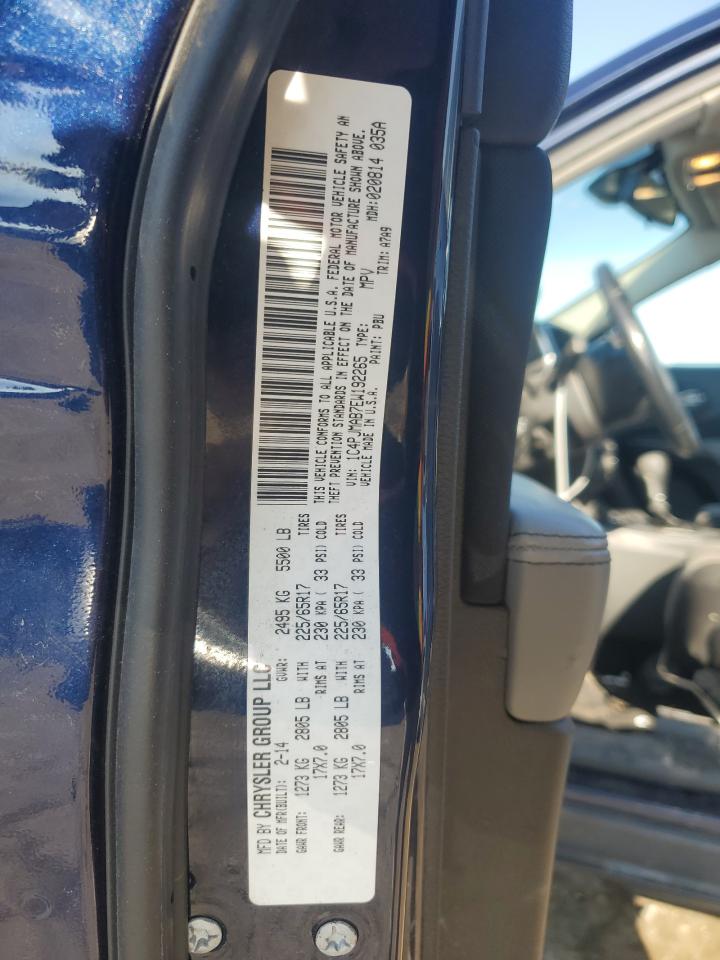 MFD BY CHRYSLER GROUP LLC
DATE OF MFR(BUILT): 2-14 GVWR: 2495 KG 5500 LB
GAWR FRONT: 1273 KG 2805 LB WITH 225/65R17 TIRES
17X7.0 RIMS AT 230 KPA ( 33 PSI) COLD
GAWR REAR: 1273 KG 2805 LB WITH 225/65R17 TIRES
17X7.0 RIMS AT 230 KPA ( 33 PSI) COLD
THIS VEHICLE CONFORMS TO ALL APPLICABLE U.S.A. FEDERAL MOTOR VEHICLE SAFETY AN
THEFT PREVENTION STANDARDS IN EFFECT ON THE DATE OF MANUFACTURE SHOWN ABOVE.
VIN: 1C4PJMAB7EW192265 TYPE: MPV MDH:020814 035A
VEHICLE MADE IN U.S.A. PAINT: PBU TRIM: A7A9